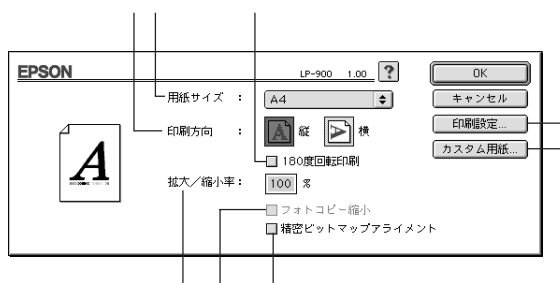 EPSON
LP-900 1.00 ?
OK
用紙サイズ : A4
キャンセル
印刷方向 : A 縦 横
印刷設定...
180度回転印刷
カスタム用紙...
A
拡大/縮小率: 100 %
フォトコピー縮小
精密ビットマップアライメント